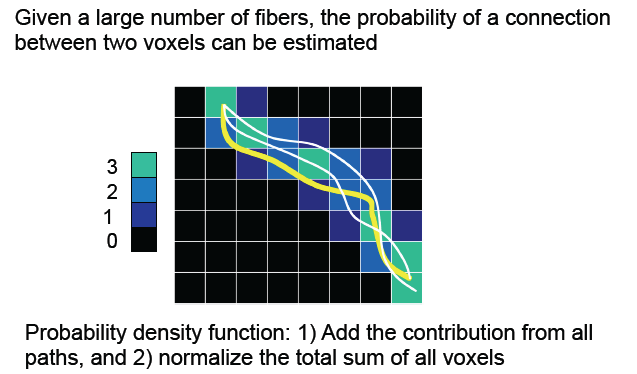 Given a large number of fibers, the probability of a connection
between two voxels can be estimated
3
2
1
0
Probability density function: 1) Add the contribution from all
paths, and 2) normalize the total sum of all voxels